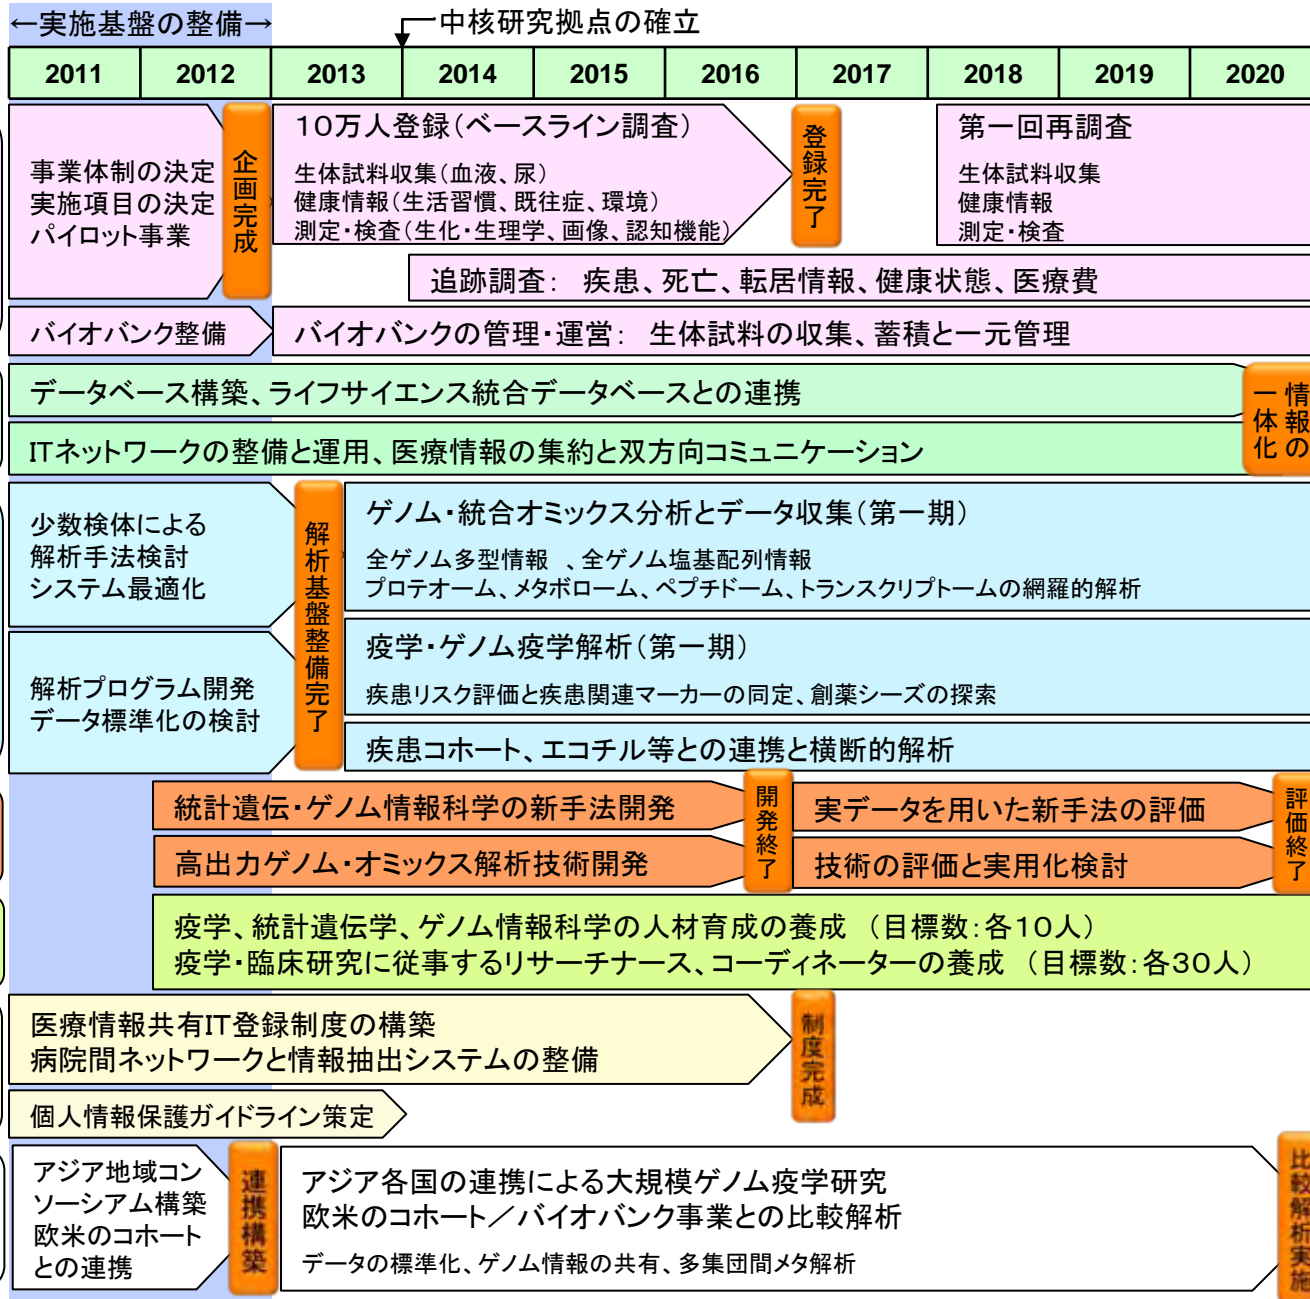 ←実施基盤の整備→
中核研究拠点の確立
2011 2012 2013 2014 2015 2016 2017 2018 2019 2020
事業体制の決定
実施項目の決定
パイロット事業
企画完成
10万人登録(ベースライン調査)
生体試料収集(血液、尿)
健康情報(生活習慣、既往症、環境)
測定・検査(生化・生理学、画像、認知機能)
登録完了
第一回再調査
生体試料収集
健康情報
測定・検査
追跡調査: 疾患、死亡、転居情報、健康状態、医療費
バイオバンク整備
バイオバンクの管理・運営: 生体試料の収集、蓄積と一元管理
データベース構築、ライフサイエンス統合データベースとの連携
ITネットワークの整備と運用、医療情報の集約と双方向コミュニケーション
情報の
一体化
少数検体による
解析手法検討
システム最適化
解析プログラム開発
データ標準化の検討
解析基盤整備完了
ゲノム・統合オミックス分析とデータ収集(第一期)
全ゲノム多型情報 、全ゲノム塩基配列情報
プロテオーム、メタボローム、ペプチドーム、トランスクリプトームの網羅的解析
疫学・ゲノム疫学解析(第一期)
疾患リスク評価と疾患関連マーカーの同定、創薬シーズの探索
疾患コホート、エコチル等との連携と横断的解析
統計遺伝・ゲノム情報科学の新手法開発
高出力ゲノム・オミックス解析技術開発
開発終了
実データを用いた新手法の評価
技術の評価と実用化検討
評価終了
疫学、統計遺伝学、ゲノム情報科学の人材育成の養成 (目標数:各10人)
疫学・臨床研究に従事するリサーチナース、コーディネーターの養成 (目標数:各30人)
医療情報共有IT登録制度の構築
病院間ネットワークと情報抽出システムの整備
制度完成
個人情報保護ガイドライン策定
アジア地域コン
ソーシアム構築
欧米のコホート
との連携
連携構築
アジア各国の連携による大規模ゲノム疫学研究
欧米のコホート/バイオバンク事業との比較解析
データの標準化、ゲノム情報の共有、多集団間メタ解析
比較解析実施